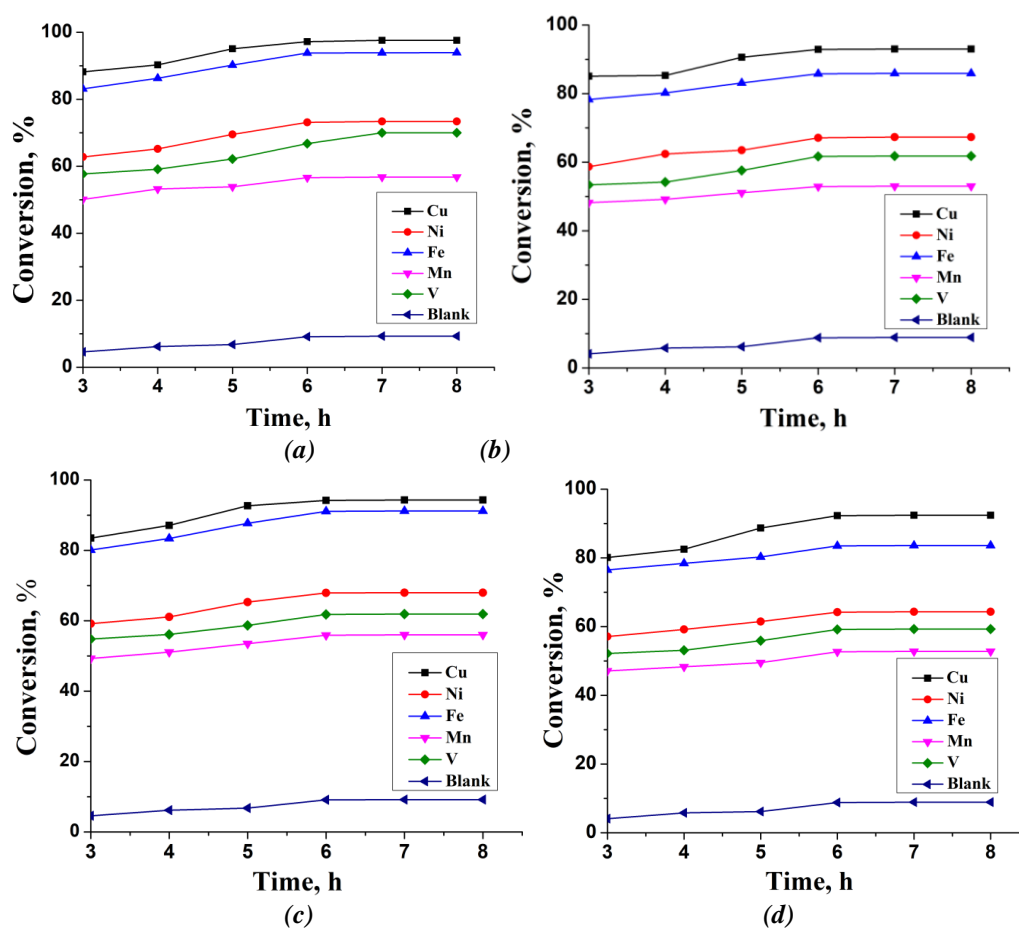 100
80
60
40
20
0
Conversion, %
Cu
Ni
Fe
Mn
V
Blank
3 4 5 6 7 8
Time, h
(a)
100
80
60
40
20
0
Conversion, %
Cu
Ni
Fe
Mn
V
Blank
3 4 5 6 7 8
Time, h
(b)
100
80
60
40
20
0
Conversion, %
Cu
Ni
Fe
Mn
V
Blank
3 4 5 6 7 8
Time, h
(c)
100
80
60
40
20
0
Conversion, %
Cu
Ni
Fe
Mn
V
Blank
3 4 5 6 7 8
Time, h
(d)